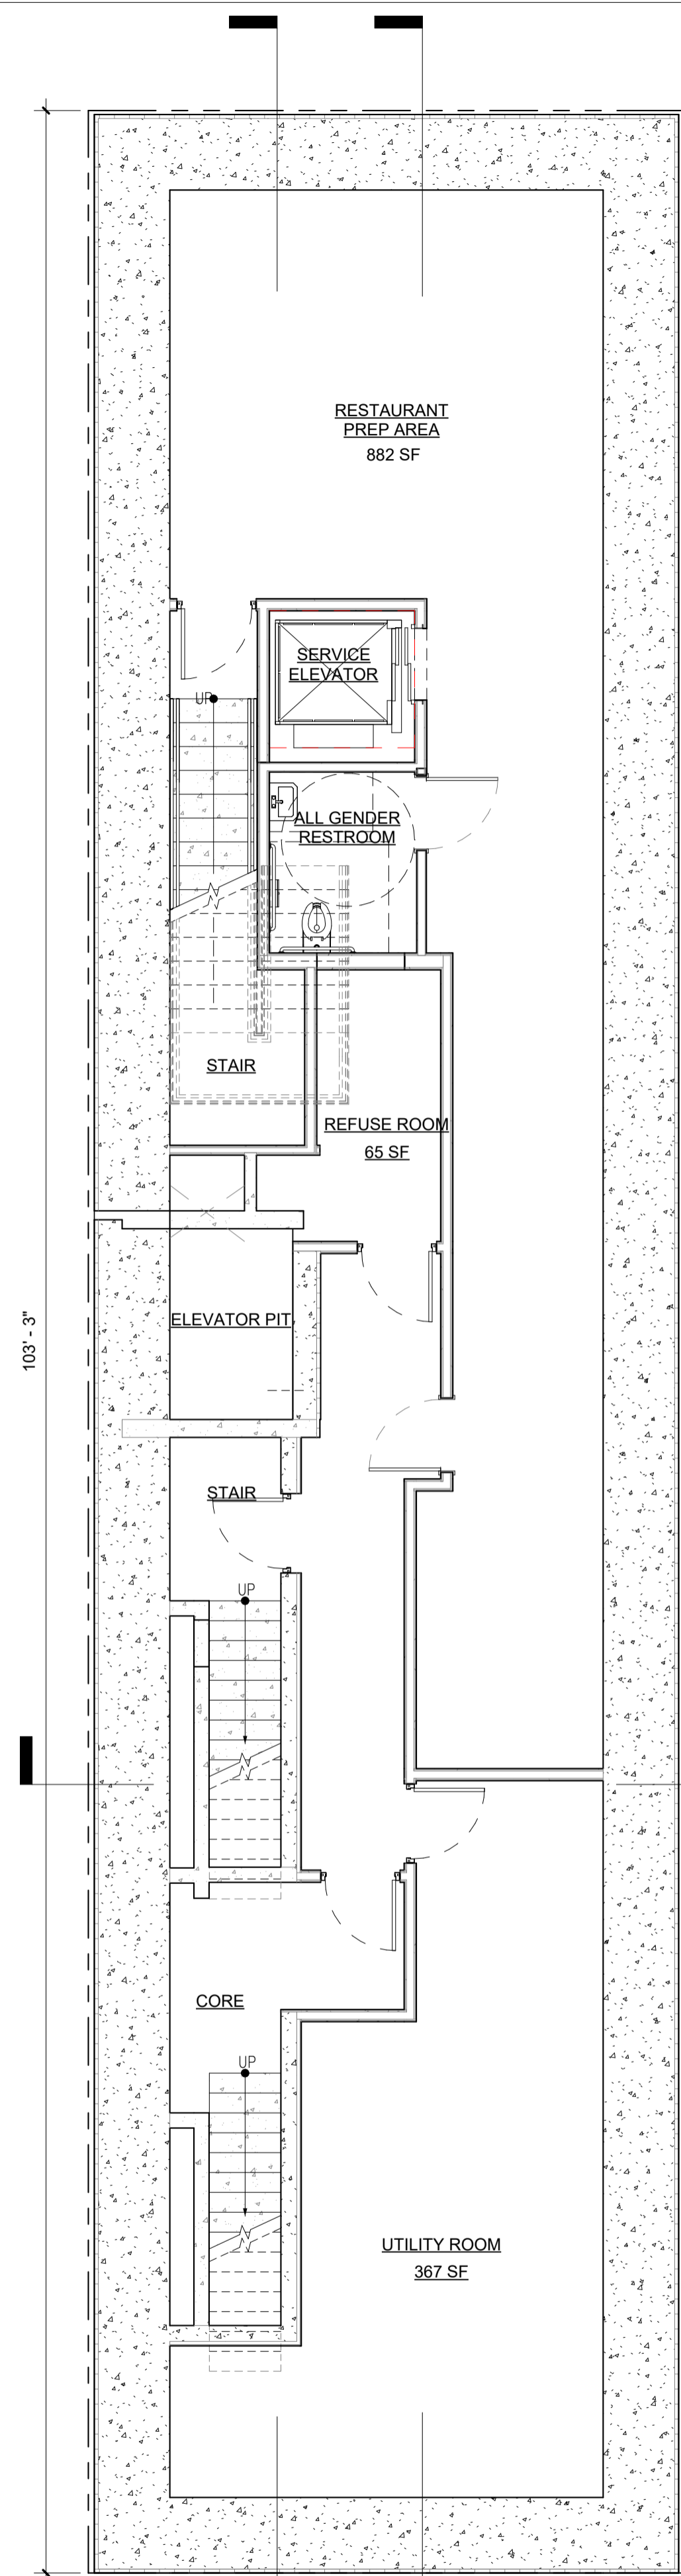 RESTAURANT
PREP AREA
882 SF
SERVICE
ELEVATOR
UP
ALL GENDER
RESTROOM
STAIR
REFUSE ROOM
65 SF
ELEVATOR PIT
103' - 3"
STAIR
UP
CORE
UP
UTILITY ROOM
367 SF